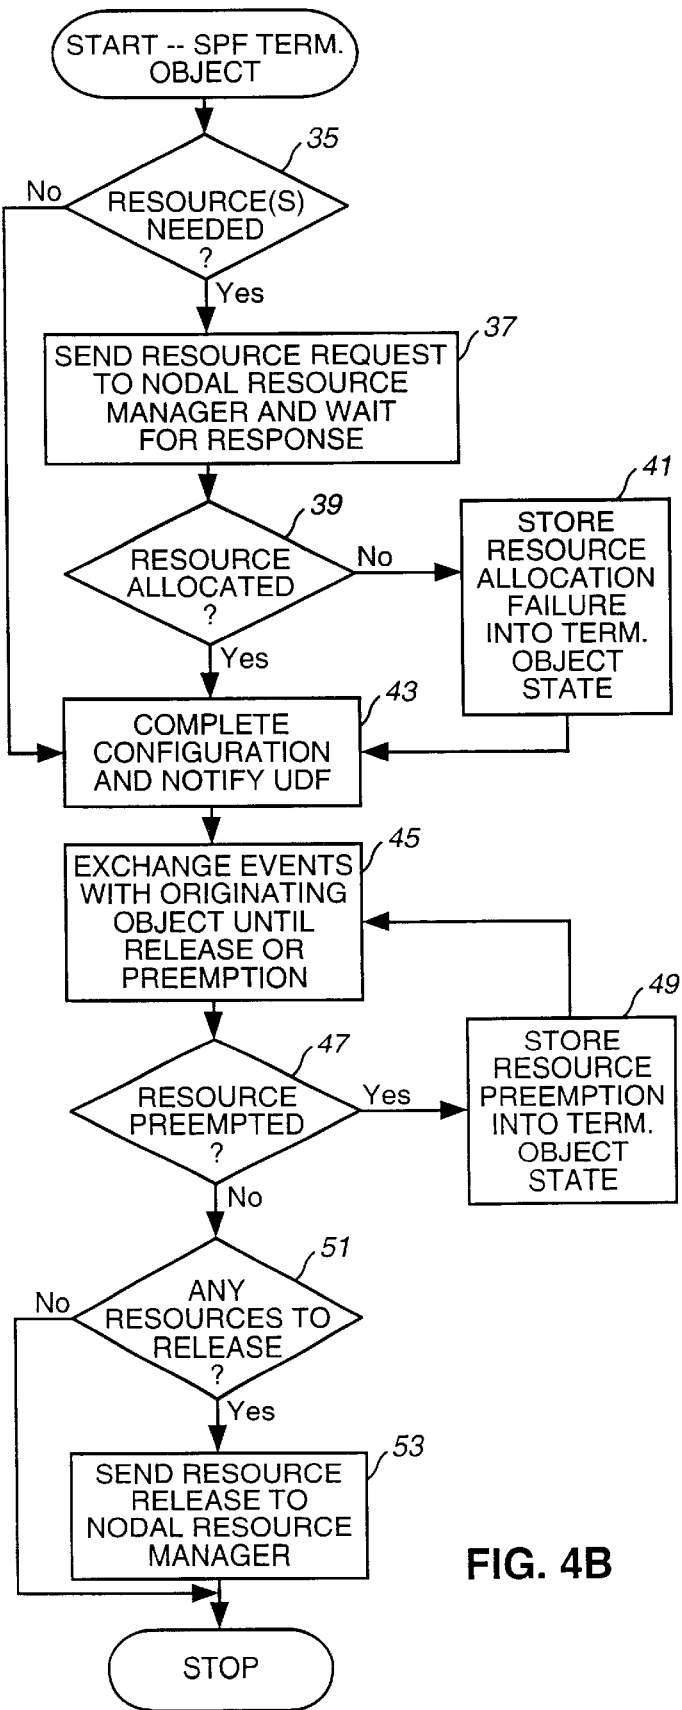 START -- SPF TERM.
OBJECT
35
No
RESOURCE(S)
NEEDED
?
Yes
37
SEND RESOURCE REQUEST
TO NODAL RESOURCE
MANAGER AND WAIT
FOR RESPONSE
39
RESOURCE
ALLOCATED
?
No
41
STORE
RESOURCE
ALLOCATION
FAILURE
INTO TERM.
OBJECT
STATE
Yes
43
COMPLETE
CONFIGURATION
AND NOTIFY UDF
45
EXCHANGE EVENTS
WITH ORIGINATING
OBJECT UNTIL
RELEASE OR
PREEMPTION
47
RESOURCE
PREEMPTED
?
Yes
49
STORE
RESOURCE
PREEMPTION
INTO TERM.
OBJECT
STATE
No
51
No
ANY
RESOURCES TO
RELEASE
?
Yes
53
SEND RESOURCE
RELEASE TO
NODAL RESOURCE
MANAGER
FIG. 4B
STOP